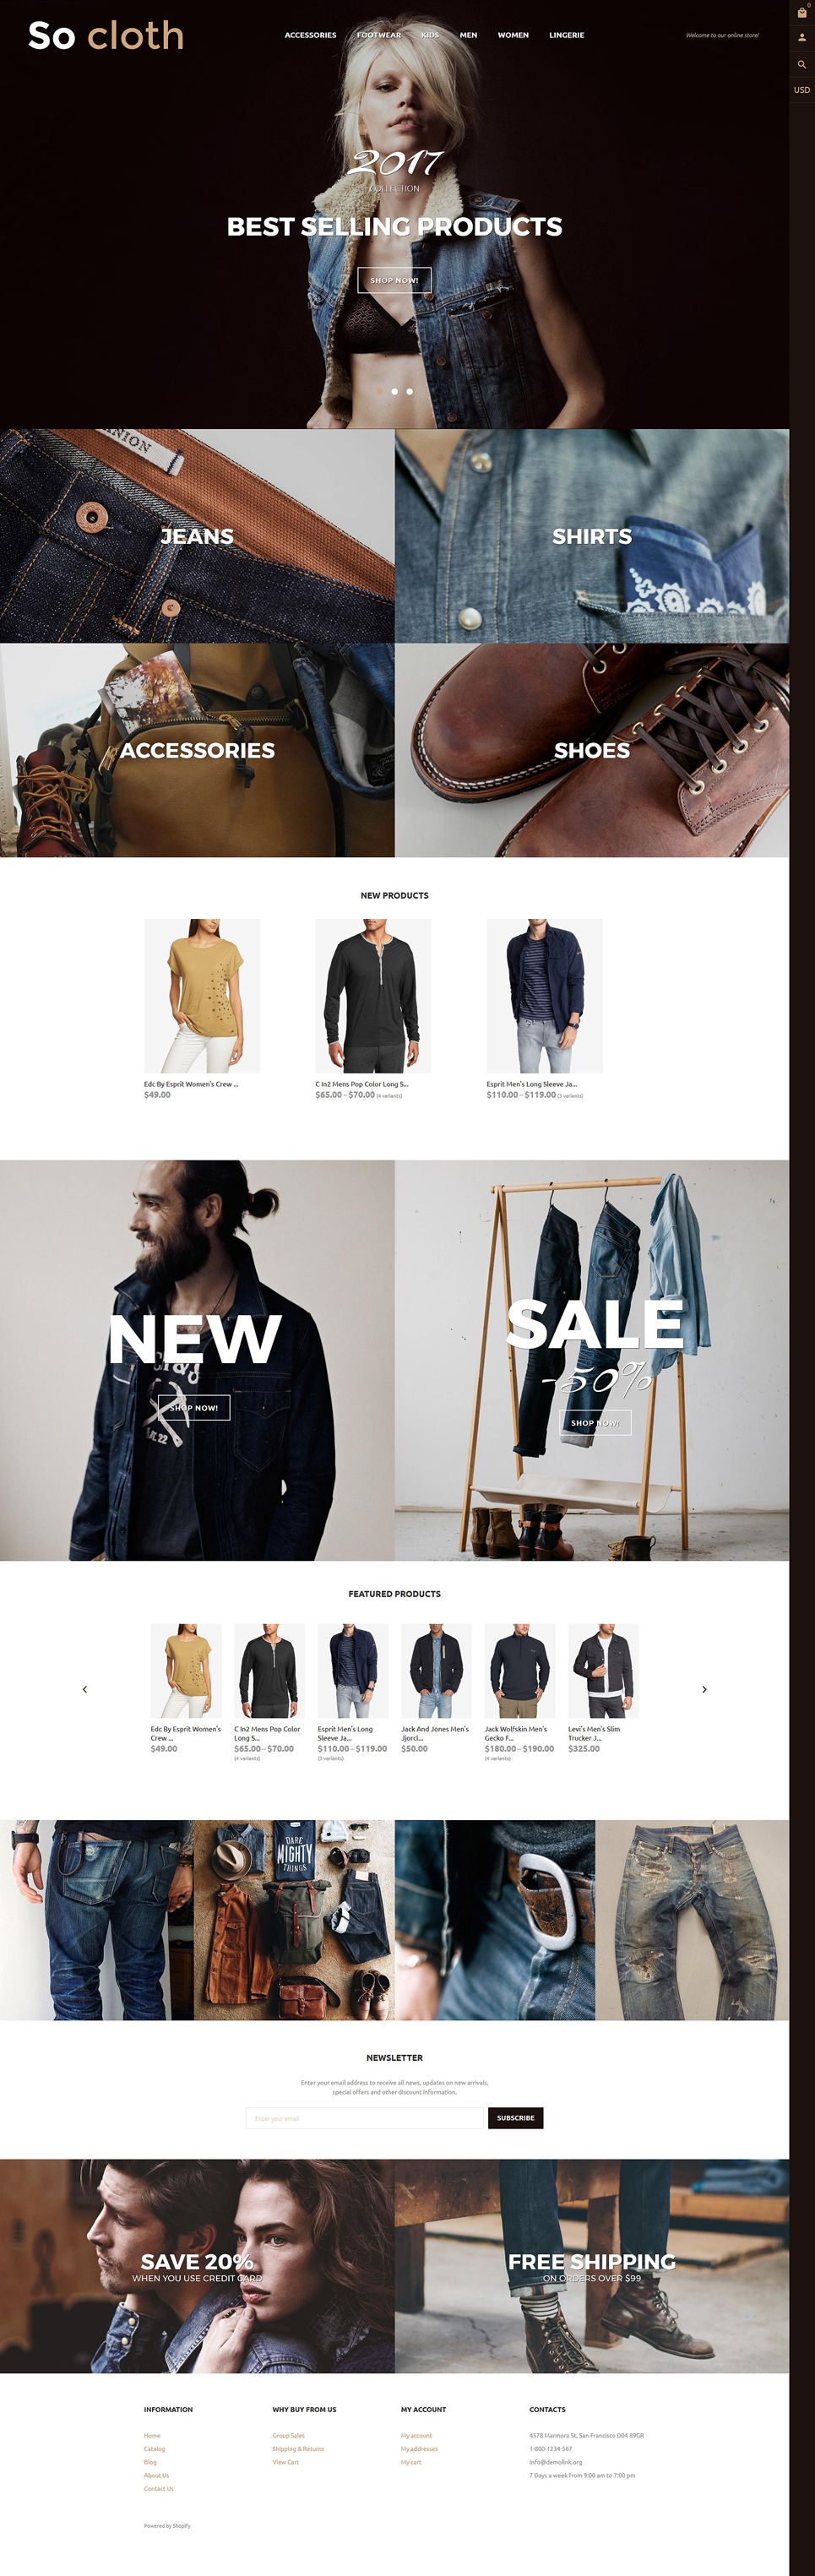 So cloth
ACCESSORIES FOOTWEAR KIDS MEN WOMEN LINGERIE
Welcome to our online store!
0
USD
2017
COLLECTION
BEST SELLING PRODUCTS
SHOP NOW!
NION
JEANS
SHIRTS
ACCESSORIES
SHOES
NEW PRODUCTS
Edc By Esprit Women's Crew ...
$49.00
C In2 Mens Pop Color Long S...
$65.00 – $70.00 (4 variants)
Esprit Men's Long Sleeve Ja...
$110.00 – $119.00 (3 variants)
NEW
SHOP NOW!
SALE
-50%
SHOP NOW!
FEATURED PRODUCTS
Edc By Esprit Women's
Crew ...
$49.00
C In2 Mens Pop Color
Long S...
$65.00 – $70.00
(4 variants)
Esprit Men's Long
Sleeve Ja...
$110.00 – $119.00
(3 variants)
Jack And Jones Men's
Jjorcl...
$50.00
Jack Wolfskin Men's
Gecko F...
$180.00 – $190.00
(4 variants)
Levi's Men's Slim
Trucker J...
$325.00
DARE
MIGHTY
THINGS
NEWSLETTER
Enter your email address to receive all news, updates on new arrivals,
special offers and other discount information.
Enter your email
SUBSCRIBE
SAVE 20%
WHEN YOU USE CREDIT CARD
FREE SHIPPING
ON ORDERS OVER $99
INFORMATION
Home
Catalog
Blog
About Us
Contact Us
WHY BUY FROM US
Group Sales
Shipping & Returns
View Cart
MY ACCOUNT
My account
My addresses
My cart
CONTACTS
4578 Marmora St, San Francisco D04 89GR
1-800-1234-567
info@demolink.org
7 Days a week from 9:00 am to 7:00 pm
Powered by Shopify